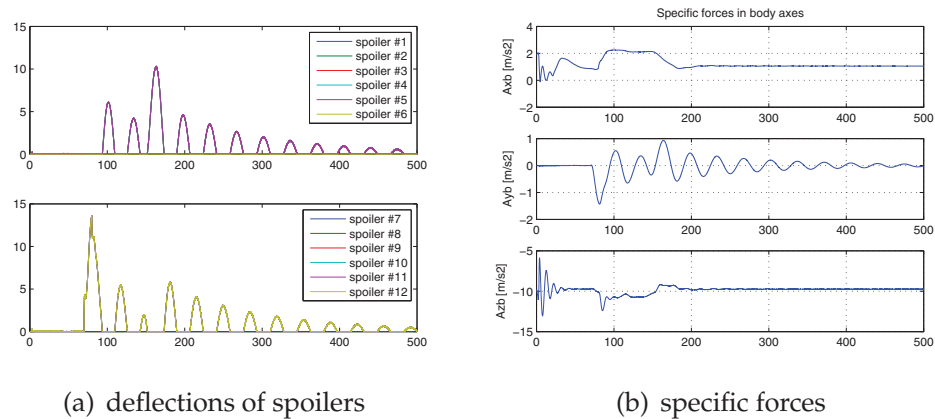 15
10
5
0
0 100 200 300 400 500
spoiler #1
spoiler #2
spoiler #3
spoiler #4
spoiler #5
spoiler #6
15
10
5
0
0 100 200 300 400 500
spoiler #7
spoiler #8
spoiler #9
spoiler #10
spoiler #11
spoiler #12
(a) deflections of spoilers
Specific forces in body axes
Axb [m/s2]
4
2
0
−2
0 100 200 300 400 500
Ayb [m/s2]
1
0
−1
−2
0 100 200 300 400 500
Azb [m/s2]
−5
−10
−15
0 100 200 300 400 500
(b) specific forces